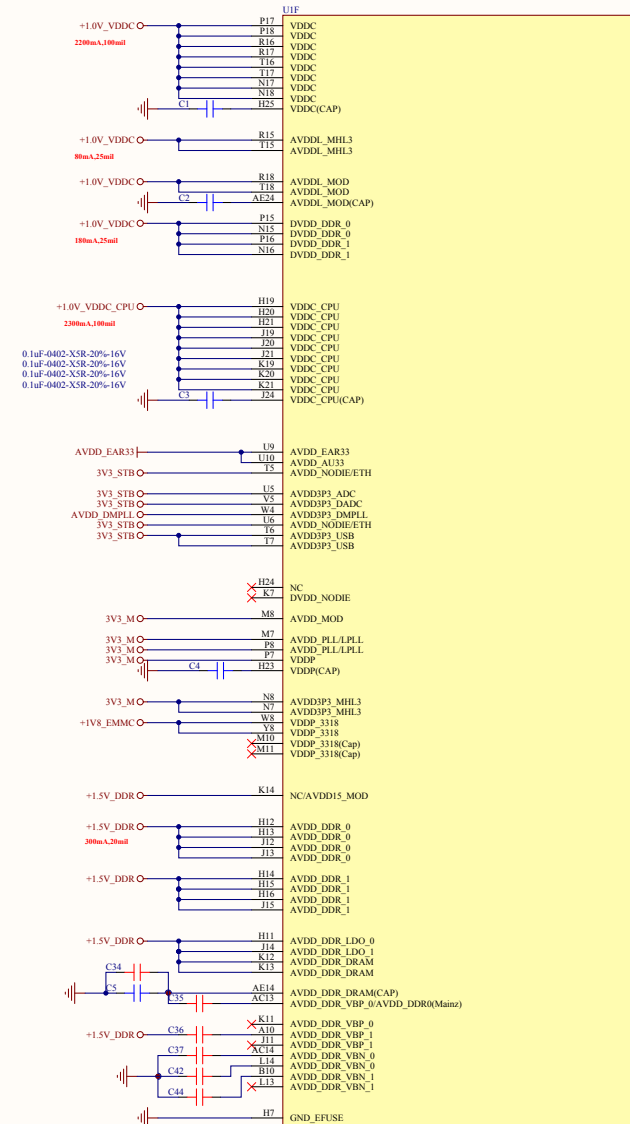 U1F
+1.0V_VDDC P17 VDDC
P18 VDDC
2200mA,100mil R16 VDDC
R17 VDDC
T16 VDDC
T17 VDDC
N17 VDDC
N18 VDDC
C1 H25 VDDC(CAP)
+1.0V_VDDC R15 AVDDL_MHL3
T15 AVDDL_MHL3
80mA,25mil
+1.0V_VDDC R18 AVDDL_MOD
T18 AVDDL_MOD
C2 AE24 AVDDL_MOD(CAP)
+1.0V_VDDC P15 DVDD_DDR_0
N15 DVDD_DDR_0
180mA,25mil P16 DVDD_DDR_1
N16 DVDD_DDR_1
+1.0V_VDDC_CPU H19 VDDC_CPU
H20 VDDC_CPU
2300mA,100mil H21 VDDC_CPU
J19 VDDC_CPU
J20 VDDC_CPU
0.1uF-0402-X5R-20%-16V J21 VDDC_CPU
0.1uF-0402-X5R-20%-16V K19 VDDC_CPU
0.1uF-0402-X5R-20%-16V K20 VDDC_CPU
0.1uF-0402-X5R-20%-16V K21 VDDC_CPU
C3 J24 VDDC_CPU(CAP)
AVDD_EAR33 U9 AVDD_EAR33
U10 AVDD_AU33
3V3_STB T5 AVDD_NODIE/ETH
3V3_STB U5 AVDD3P3_ADC
3V3_STB V5 AVDD3P3_DADC
AVDD_DMPLL W4 AVDD3P3_DMPLL
3V3_STB U6 AVDD_NODIE/ETH
3V3_STB T6 AVDD3P3_USB
T7 AVDD3P3_USB
H24 NC
K7 DVDD_NODIE
3V3_M M8 AVDD_MOD
3V3_M M7 AVDD_PLL/LPLL
3V3_M P8 AVDD_PLL/LPLL
3V3_M P7 VDDP
C4 H23 VDDP(CAP)
3V3_M N8 AVDD3P3_MHL3
N7 AVDD3P3_MHL3
+1V8_EMMC W8 VDDP_3318
Y8 VDDP_3318
M10 VDDP_3318(Cap)
M11 VDDP_3318(Cap)
+1.5V_DDR K14 NC/AVDD15_MOD
+1.5V_DDR H12 AVDD_DDR_0
H13 AVDD_DDR_0
300mA,20mil J12 AVDD_DDR_0
J13 AVDD_DDR_0
+1.5V_DDR H14 AVDD_DDR_1
H15 AVDD_DDR_1
H16 AVDD_DDR_1
J15 AVDD_DDR_1
+1.5V_DDR H11 AVDD_DDR_LDO_0
J14 AVDD_DDR_LDO_1
K12 AVDD_DDR_DRAM
C34 K13 AVDD_DDR_DRAM
C5 AE14 AVDD_DDR_DRAM(CAP)
C35 AC13 AVDD_DDR_VBP_0/AVDD_DDR0(Mainz)
K11 AVDD_DDR_VBP_0
+1.5V_DDR C36 A10 AVDD_DDR_VBP_1
J11 AVDD_DDR_VBP_1
C37 AC14 AVDD_DDR_VBN_0
L14 AVDD_DDR_VBN_0
C42 B10 AVDD_DDR_VBN_1
C44 L13 AVDD_DDR_VBN_1
H7 GND_EFUSE